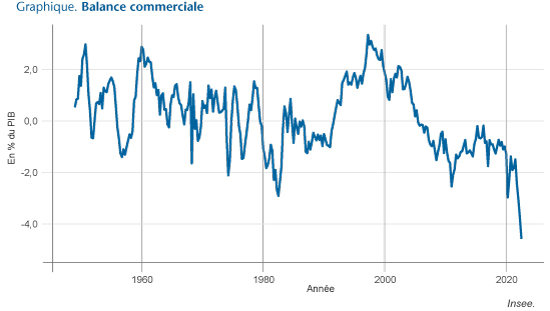 Graphique. Balance commerciale
En % du PIB
2,0
0,0
-2,0
-4,0
1960 1980 2000 2020
Année
Insee.